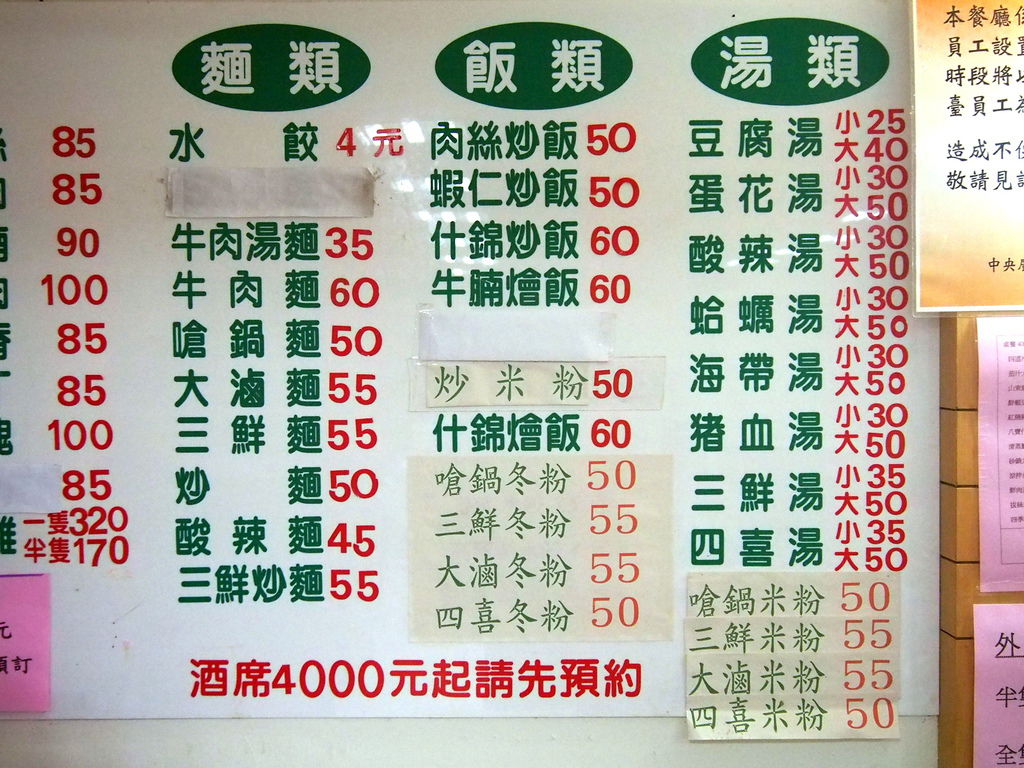 85
85
90
100
85
85
100
85
一隻320
半隻170
元
預訂
麵類
水餃 4元
牛肉湯麵 35
牛肉麵 60
嗆鍋麵 50
大滷麵 55
三鮮麵 55
炒麵 50
酸辣麵 45
三鮮炒麵 55
飯類
肉絲炒飯 50
蝦仁炒飯 50
什錦炒飯 60
牛腩燴飯 60
炒米粉 50
什錦燴飯 60
嗆鍋冬粉 50
三鮮冬粉 55
大滷冬粉 55
四喜冬粉 50
湯類
豆腐湯 小25 大40
蛋花湯 小30 大50
酸辣湯 小30 大50
蛤蠣湯 小30 大50
海帶湯 小30 大50
豬血湯 小30 大50
三鮮湯 小35 大50
四喜湯 小35 大50
嗆鍋米粉 50
三鮮米粉 55
大滷米粉 55
四喜米粉 50
酒席4000元起請先預約
本餐廳
員工設
時段將
臺員工
造成不
敬請見
中央
外
半
全